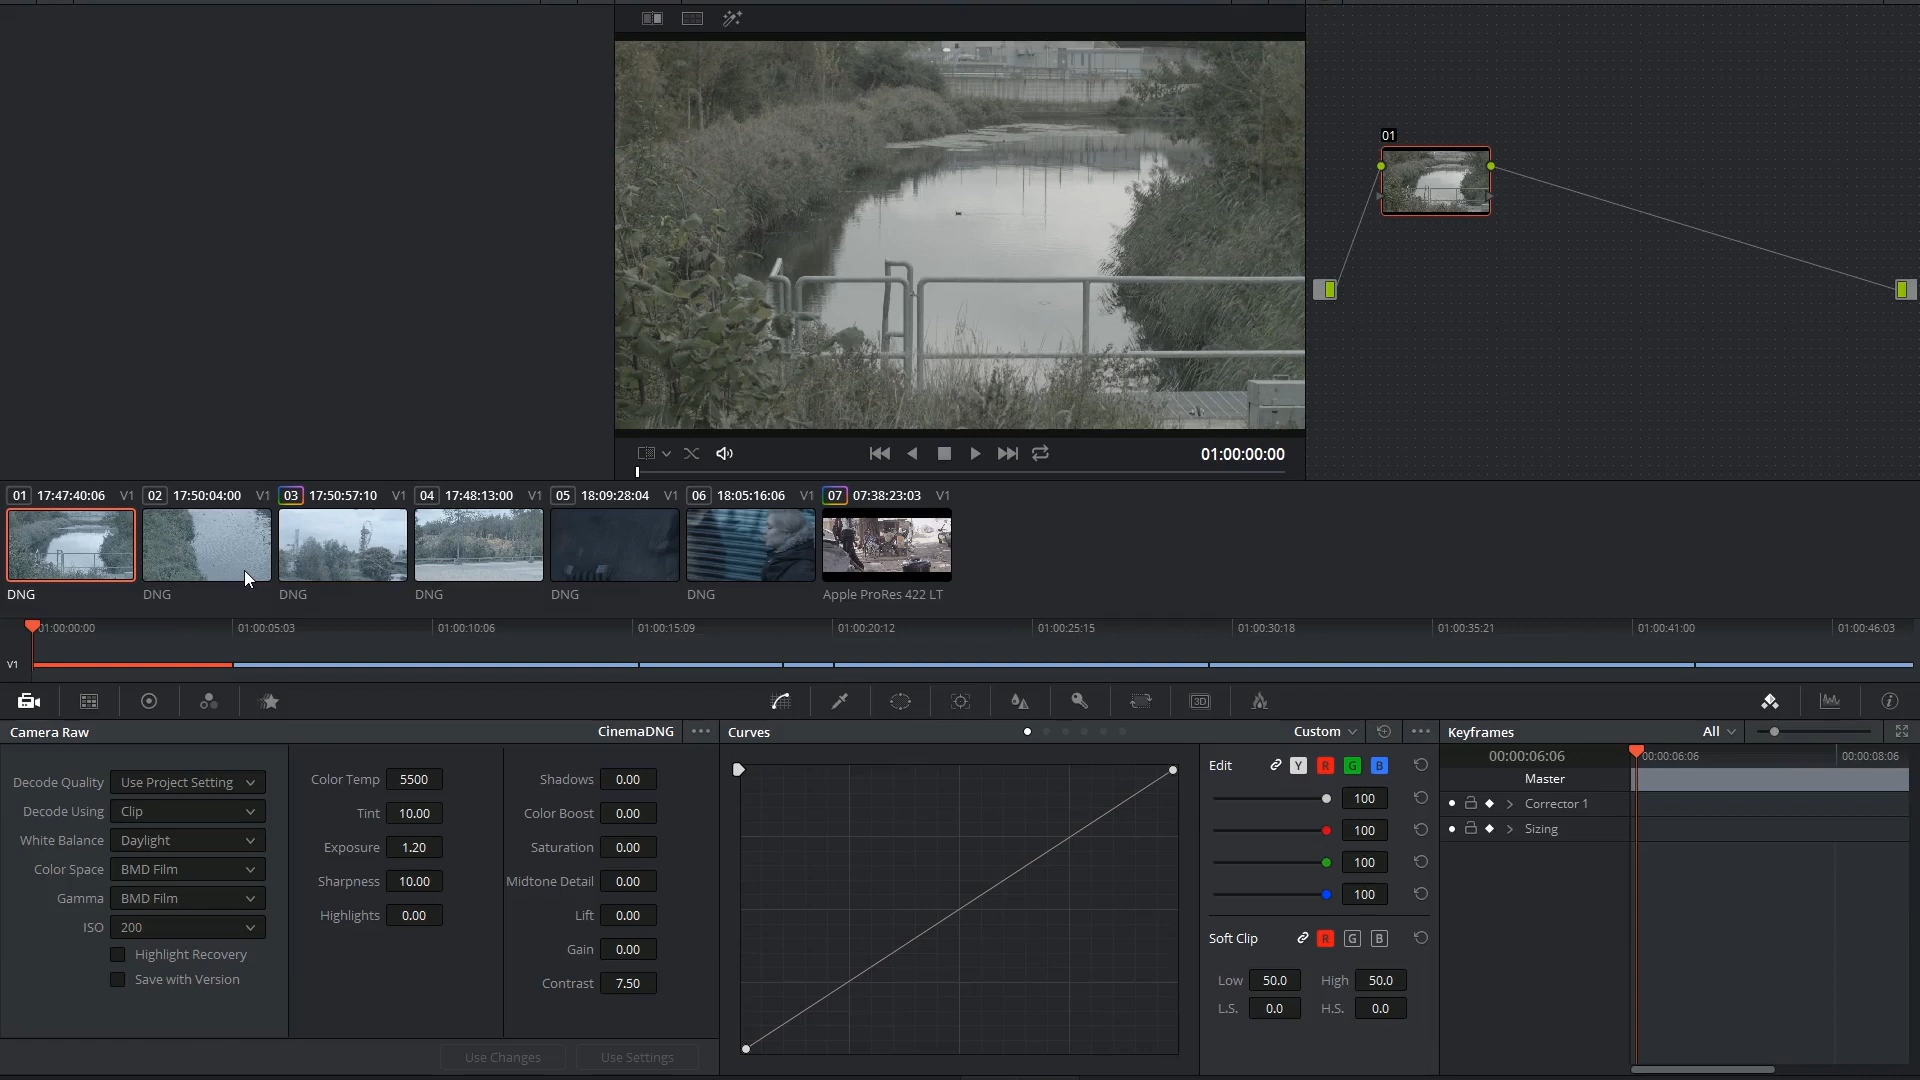 01
01:00:00:00
01 17:47:40:06 V1 02 17:50:04:00 V1 03 17:50:57:10 V1 04 17:48:13:00 V1 05 18:09:28:04 V1 06 18:05:16:06 V1 07 07:38:23:03 V1
DNG DNG DNG DNG DNG DNG Apple ProRes 422 LT
01:00:00:00 01:00:05:03 01:00:10:06 01:00:15:09 01:00:20:12 01:00:25:15 01:00:30:18 01:00:35:21 01:00:41:00 01:00:46:03
V1
3D
Camera Raw CinemaDNG
Decode Quality Use Project Setting
Decode Using Clip
White Balance Daylight
Color Space BMD Film
Gamma BMD Film
ISO 200
Highlight Recovery
Save with Version
Color Temp 5500
Tint 10.00
Exposure 1.20
Sharpness 10.00
Highlights 0.00
Shadows 0.00
Color Boost 0.00
Saturation 0.00
Midtone Detail 0.00
Lift 0.00
Gain 0.00
Contrast 7.50
Use Changes Use Settings
Curves Custom
Edit Y R G B
100
100
100
100
Soft Clip R G B
Low 50.0 High 50.0
L.S. 0.0 H.S. 0.0
Keyframes All
00:00:06:06 00:00:06:06 00:00:08:06
Master
Corrector 1
Sizing